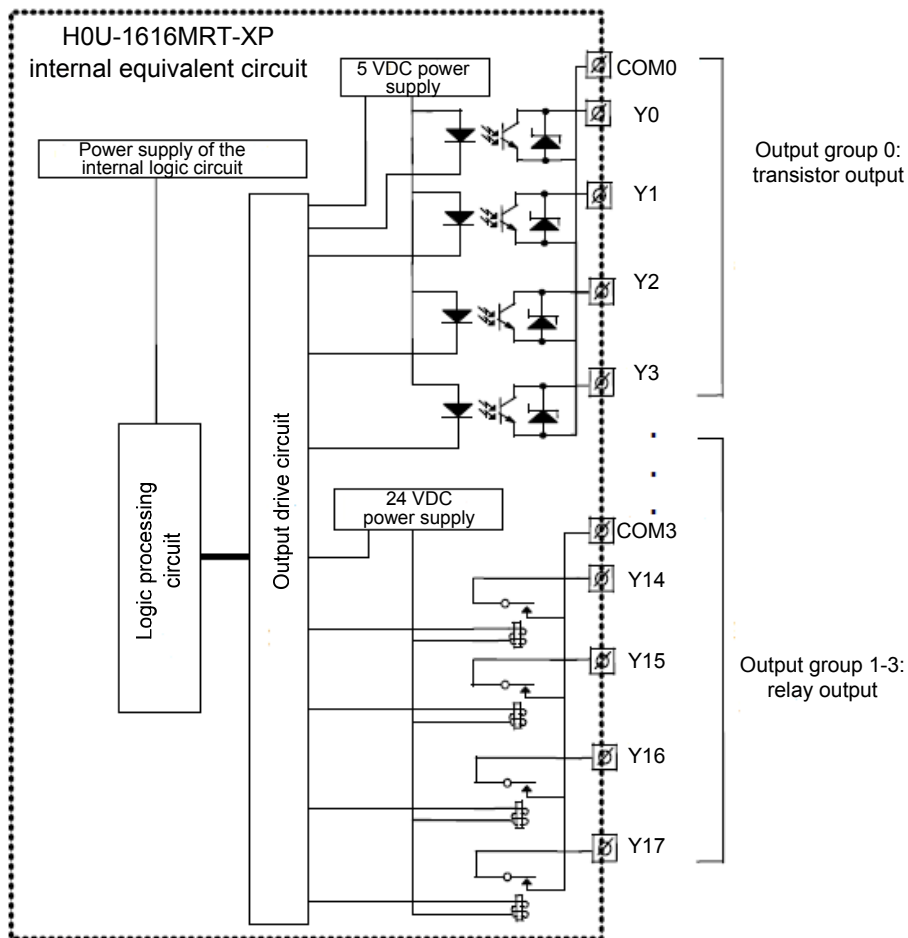 H0U-1616MRT-XP
internal equivalent circuit
5 VDC power
supply
Power supply of the
internal logic circuit
COM0
Y0
Y1
Y2
Y3
Output group 0:
transistor output
Logic processing
circuit
Output drive circuit
24 VDC
power supply
COM3
Y14
Y15
Y16
Y17
Output group 1-3:
relay output